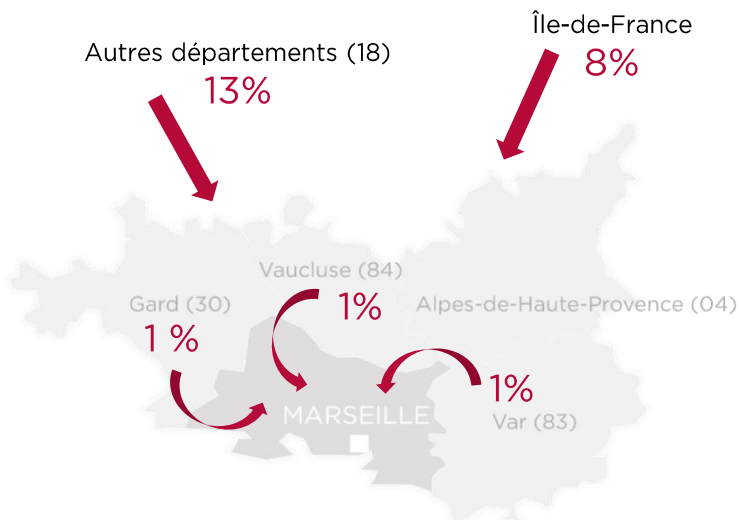 Île-de-France
8%
Autres départements (18)
13%
Vaucluse (84)
1%
Gard (30)
1 %
Alpes-de-Haute-Provence (04)
1%
Var (83)
MARSEILLE